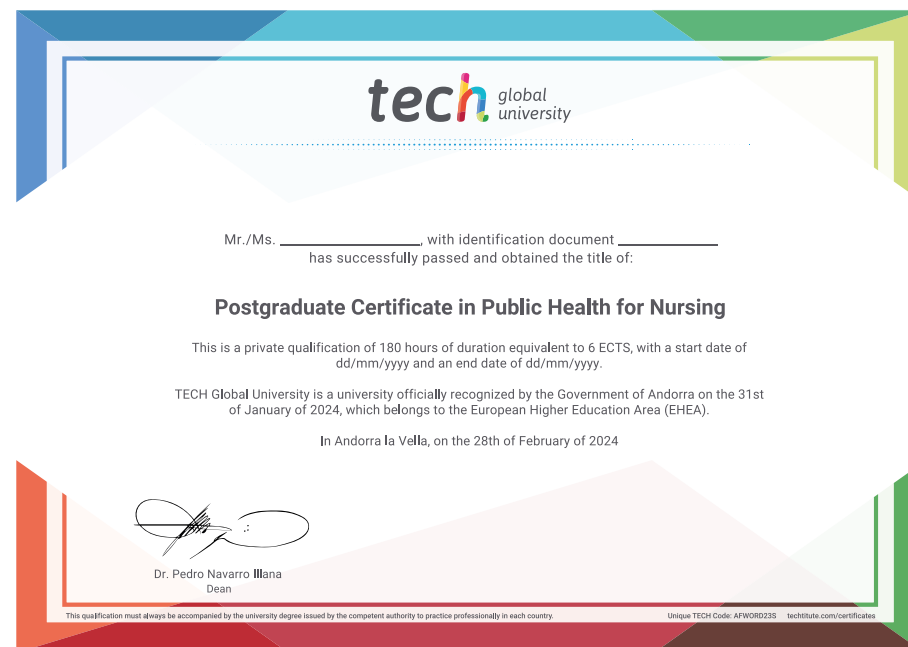 tech global university
Mr./Ms. ____________________, with identification document ______________
has successfully passed and obtained the title of:
Postgraduate Certificate in Public Health for Nursing
This is a private qualification of 180 hours of duration equivalent to 6 ECTS, with a start date of
dd/mm/yyyy and an end date of dd/mm/yyyy.
TECH Global University is a university officially recognized by the Government of Andorra on the 31st
of January of 2024, which belongs to the European Higher Education Area (EHEA).
In Andorra la Vella, on the 28th of February of 2024
Dr. Pedro Navarro Illana
Dean
This qualification must always be accompanied by the university degree issued by the competent authority to practice professionally in each country.
Unique TECH Code: AFWORD23S techtitute.com/certificates